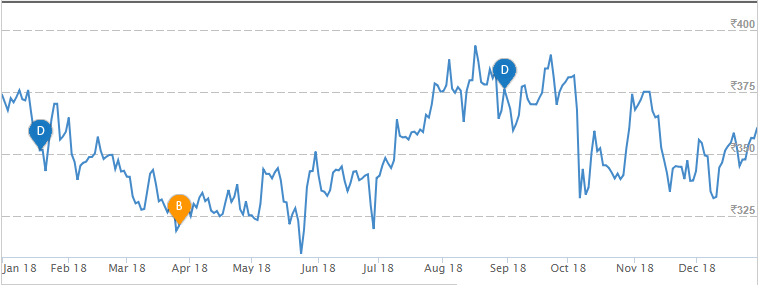 ₹400
₹375
D
D
₹350
B
₹325
Jan 18 Feb 18 Mar 18 Apr 18 May 18 Jun 18 Jul 18 Aug 18 Sep 18 Oct 18 Nov 18 Dec 18